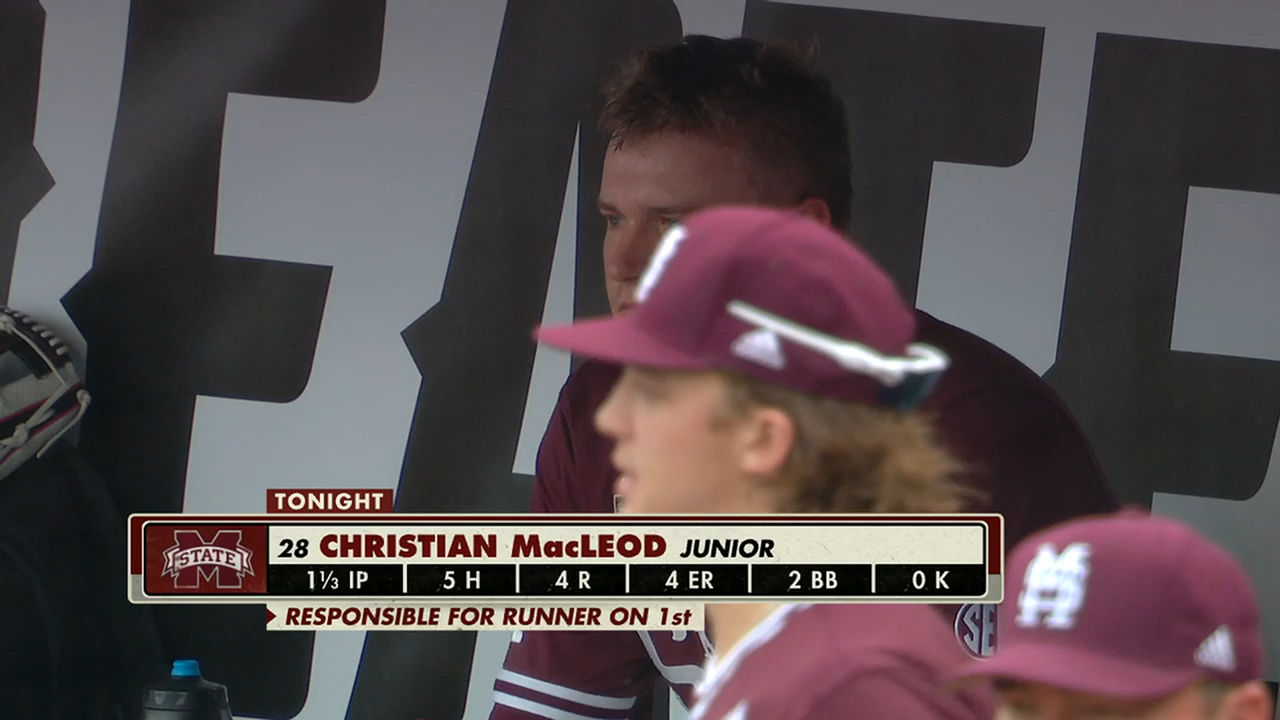 TONIGHT
STATE
28 CHRISTIAN MacLEOD JUNIOR
1⅓ IP 5 H 4 R 4 ER 2 BB 0 K
RESPONSIBLE FOR RUNNER ON 1st
SE